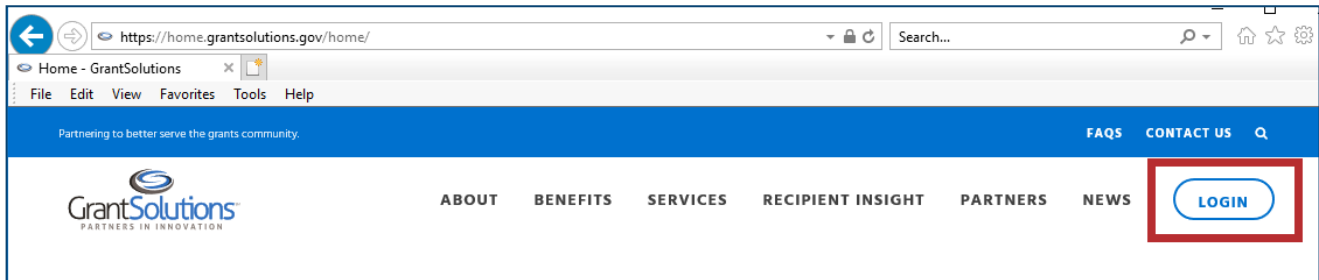 https://home.grantsolutions.gov/home/ Search...
Home - GrantSolutions
File Edit View Favorites Tools Help
Partnering to better serve the grants community. FAQS CONTACT US
GrantSolutions ABOUT BENEFITS SERVICES RECIPIENT INSIGHT PARTNERS NEWS LOGIN
PARTNERS IN INNOVATION